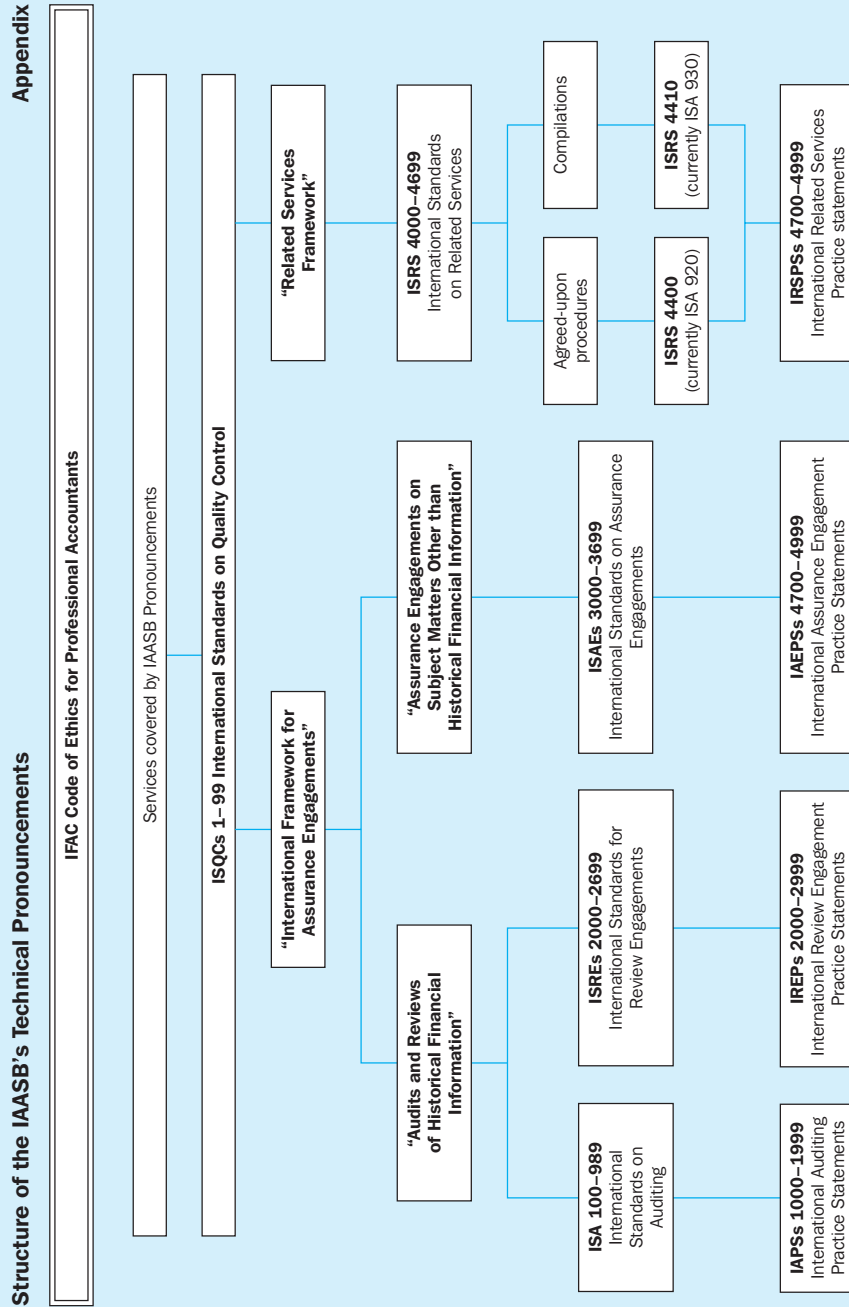 Structure of the IAASB's Technical Pronouncements
Appendix
IFAC Code of Ethics for Professional Accountants
Services covered by IAASB Pronouncements
ISQCs 1–99 International Standards on Quality Control
"International Framework for
Assurance Engagements"
"Related Services
Framework"
"Audits and Reviews
of Historical Financial
Information"
"Assurance Engagements on
Subject Matters Other than
Historical Financial Information"
ISRS 4000–4699
International Standards
on Related Services
Agreed-upon
procedures
Compilations
ISA 100–989
International
Standards on
Auditing
ISREs 2000–2699
International Standards for
Review Engagements
ISAEs 3000–3699
International Standards on Assurance
Engagements
ISRS 4400
(currently ISA 920)
ISRS 4410
(currently ISA 930)
IAPSs 1000–1999
International Auditing
Practice Statements
IREPs 2000–2999
International Review Engagement
Practice Statements
IAEPSs 4700–4999
International Assurance Engagement
Practice Statements
IRSPSs 4700–4999
International Related Services
Practice statements